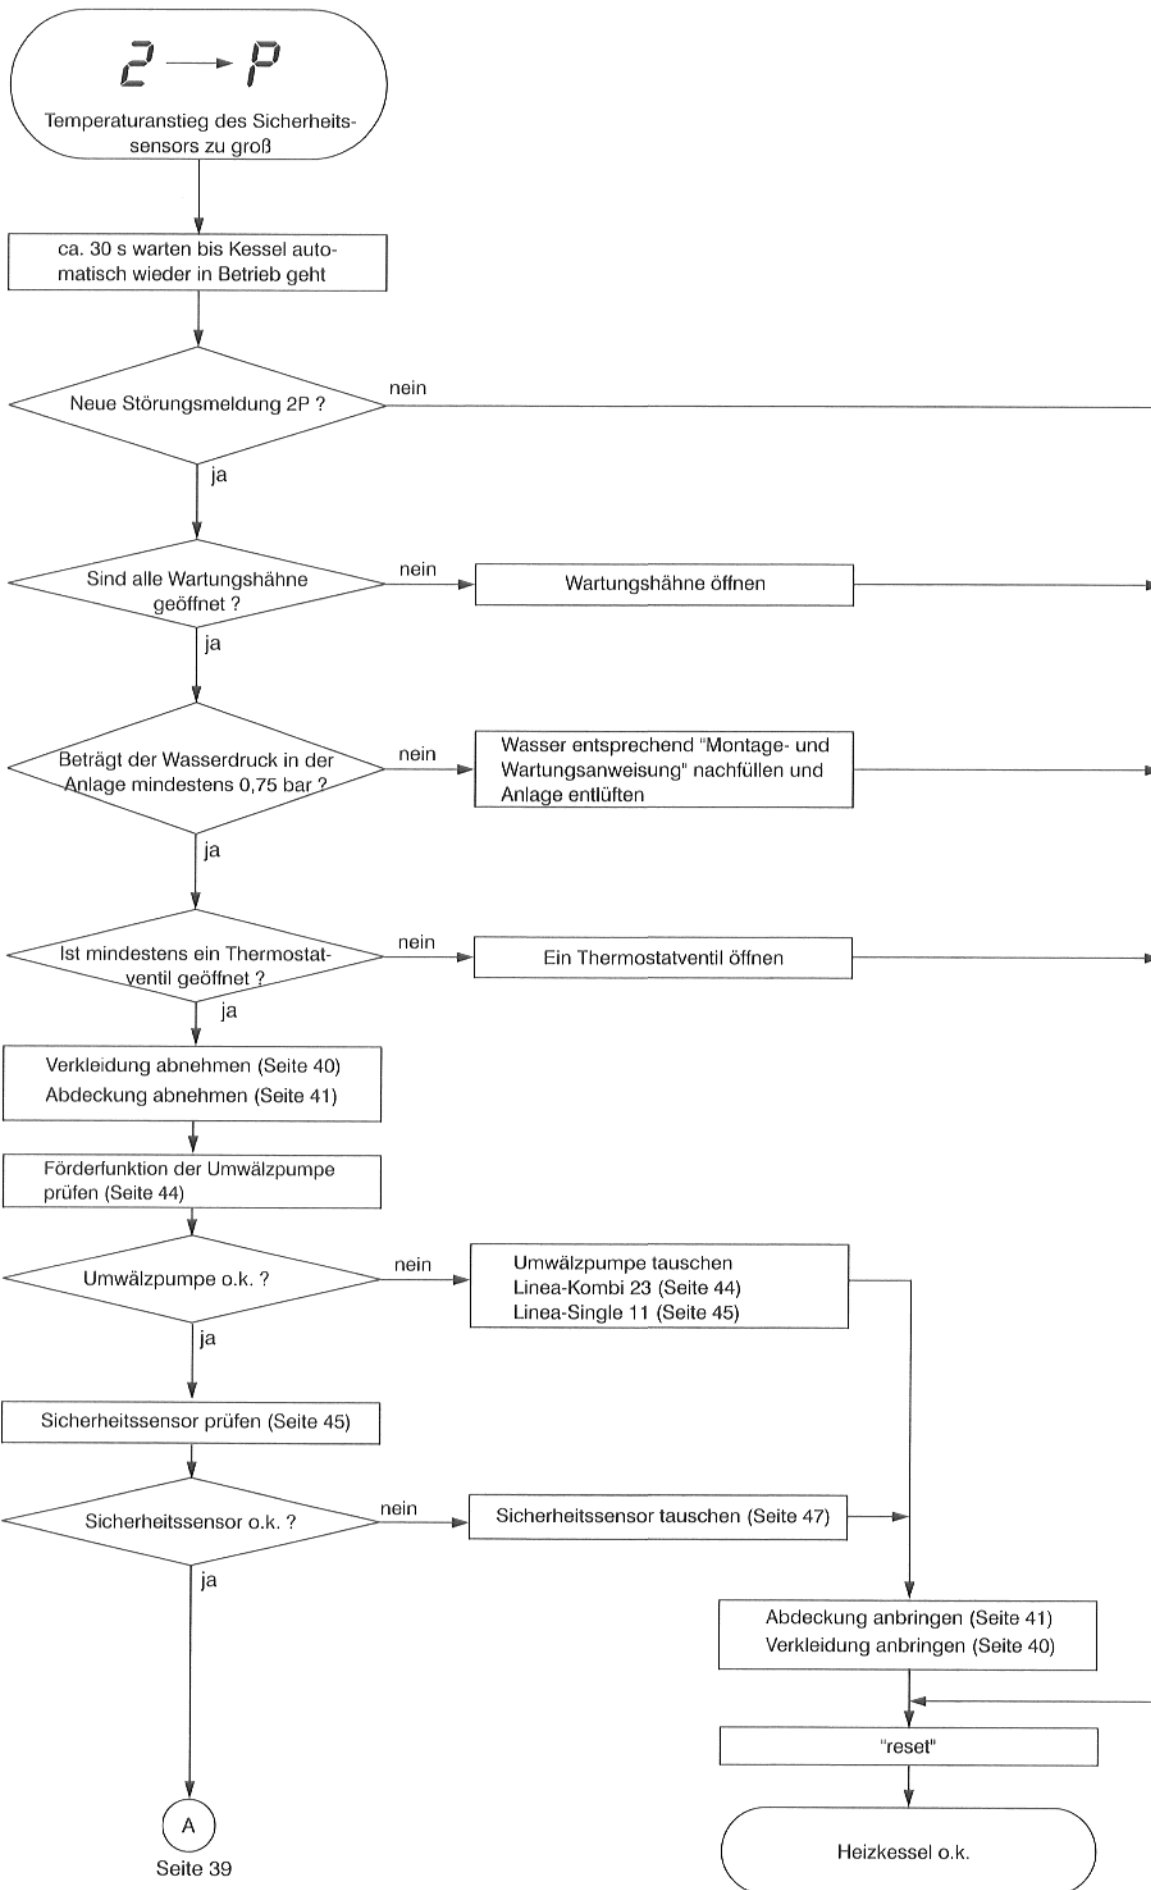 2 → P
Temperaturanstieg des Sicherheits-
sensors zu groß
ca. 30 s warten bis Kessel auto-
matisch wieder in Betrieb geht
Neue Störungsmeldung 2P ?
nein
ja
Sind alle Wartungshähne
geöffnet ?
nein
Wartungshähne öffnen
ja
Beträgt der Wasserdruck in der
Anlage mindestens 0,75 bar ?
nein
Wasser entsprechend "Montage- und
Wartungsanweisung" nachfüllen und
Anlage entlüften
ja
Ist mindestens ein Thermostat-
ventil geöffnet ?
nein
Ein Thermostatventil öffnen
ja
Verkleidung abnehmen (Seite 40)
Abdeckung abnehmen (Seite 41)
Förderfunktion der Umwälzpumpe
prüfen (Seite 44)
Umwälzpumpe o.k. ?
nein
Umwälzpumpe tauschen
Linea-Kombi 23 (Seite 44)
Linea-Single 11 (Seite 45)
ja
Sicherheitssensor prüfen (Seite 45)
Sicherheitssensor o.k. ?
nein
Sicherheitssensor tauschen (Seite 47)
ja
Abdeckung anbringen (Seite 41)
Verkleidung anbringen (Seite 40)
"reset"
Heizkessel o.k.
A
Seite 39